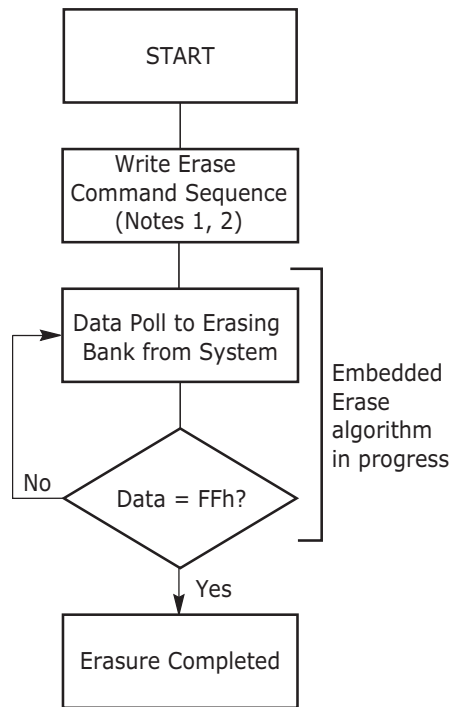 START
Write Erase
Command Sequence
(Notes 1, 2)
Data Poll to Erasing
Bank from System
Embedded
Erase
algorithm
in progress
No
Data = FFh?
Yes
Erasure Completed